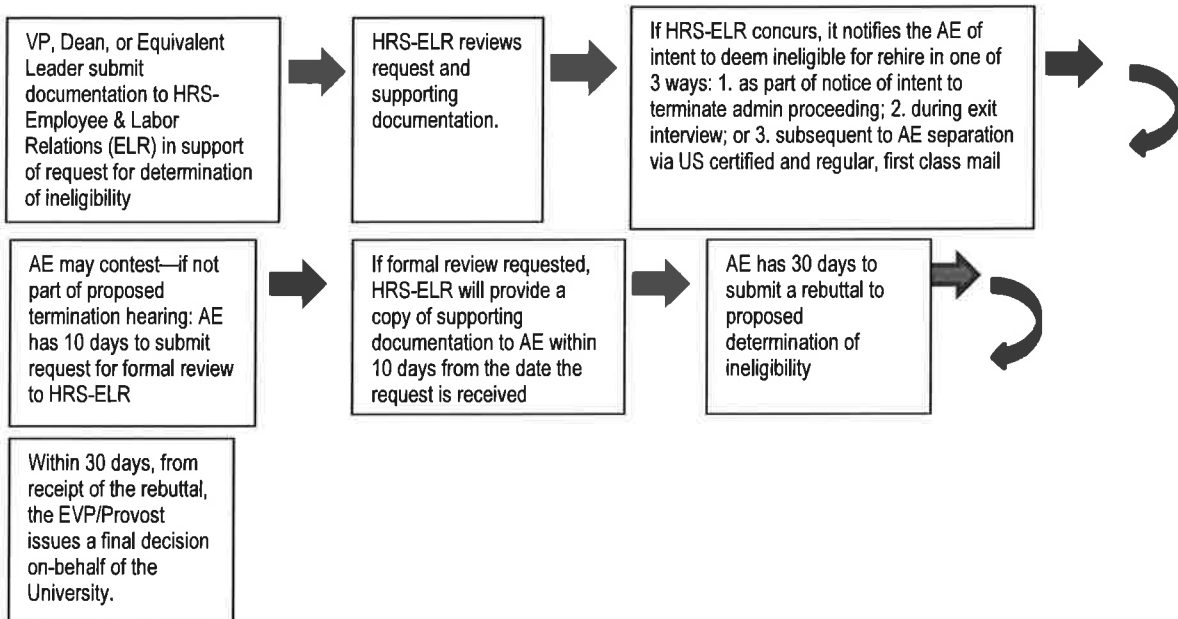 VP, Dean, or Equivalent
Leader submit
documentation to HRS-
Employee & Labor
Relations (ELR) in support
of request for determination
of ineligibility
HRS-ELR reviews
request and
supporting
documentation.
If HRS-ELR concurs, it notifies the AE of
intent to deem ineligible for rehire in one of
3 ways: 1. as part of notice of intent to
terminate admin proceeding; 2. during exit
interview; or 3. subsequent to AE separation
via US certified and regular, first class mail
AE may contest—if not
part of proposed
termination hearing: AE
has 10 days to submit
request for formal review
to HRS-ELR
If formal review requested,
HRS-ELR will provide a
copy of supporting
documentation to AE within
10 days from the date the
request is received
AE has 30 days to
submit a rebuttal to
proposed
determination of
ineligibility
Within 30 days, from
receipt of the rebuttal,
the EVP/Provost
issues a final decision
on-behalf of the
University.